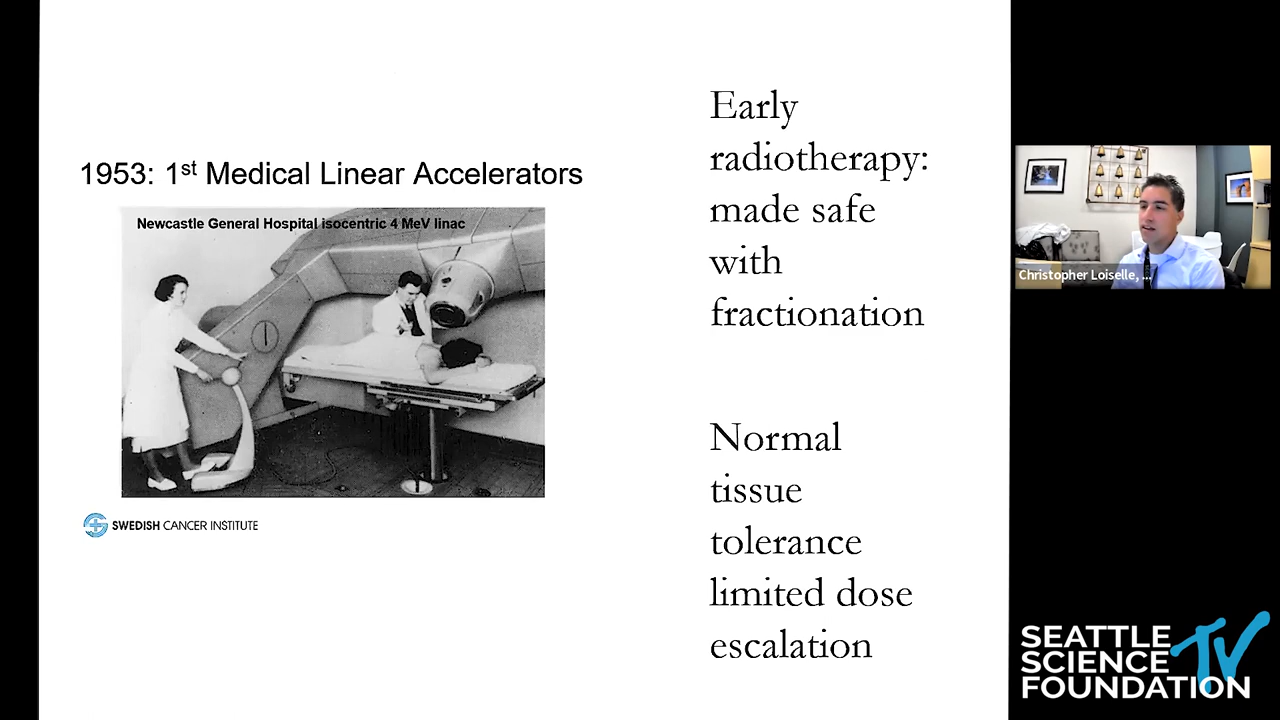 1953: 1st Medical Linear Accelerators
Newcastle General Hospital isocentric 4 MeV linac
SWEDISH CANCER INSTITUTE
Early
radiotherapy:
made safe
with
fractionation
Normal
tissue
tolerance
limited dose
escalation
Christopher Loiselle, ...
SEATTLE
SCIENCE
FOUNDATION
TV